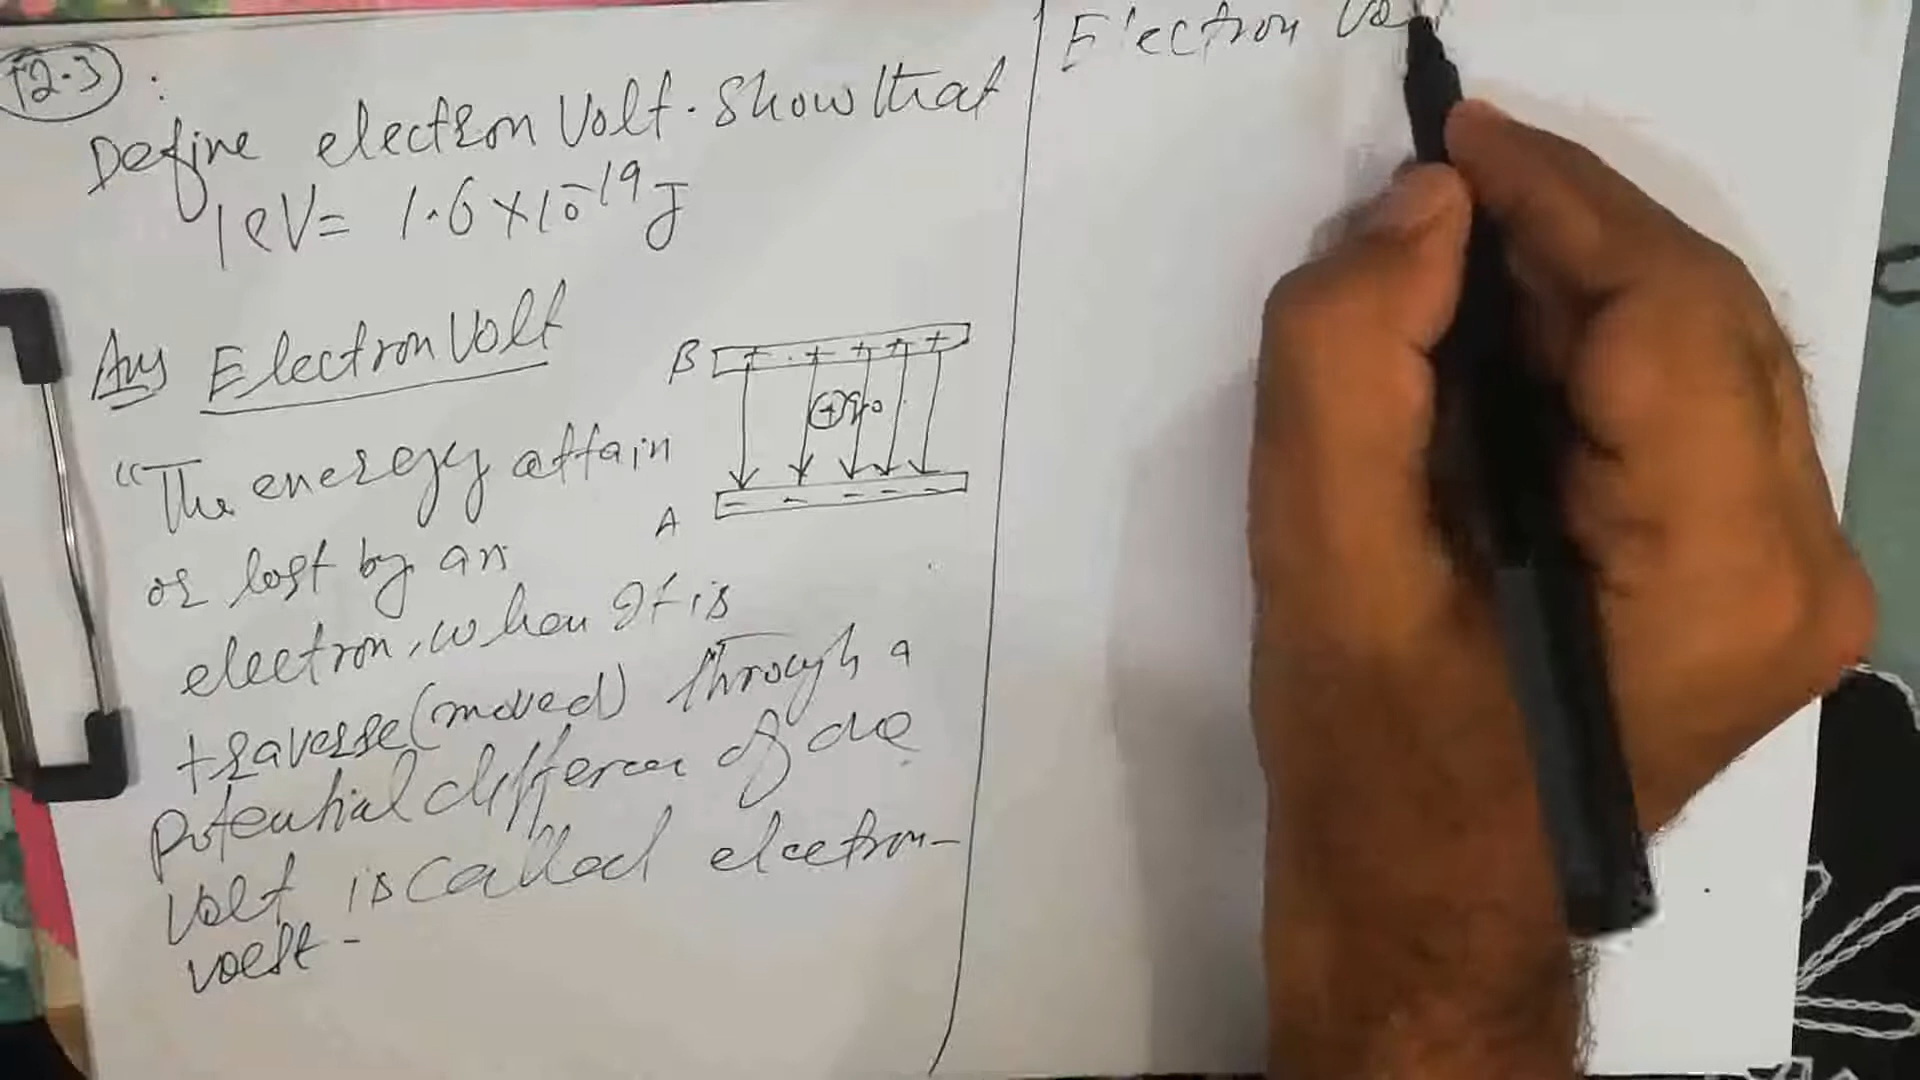 12.3 :
Define electron Volt. Show that
1eV = 1.6 × 10⁻¹⁹ J
Ans Electron Volt
B + + + + +
+ q₀
A - - - - -
"The energy attain
or lost by an
electron, when It is
traverse (moved) through a
Potential difference of one
Volt is called electron-
volt -
Electron Vo